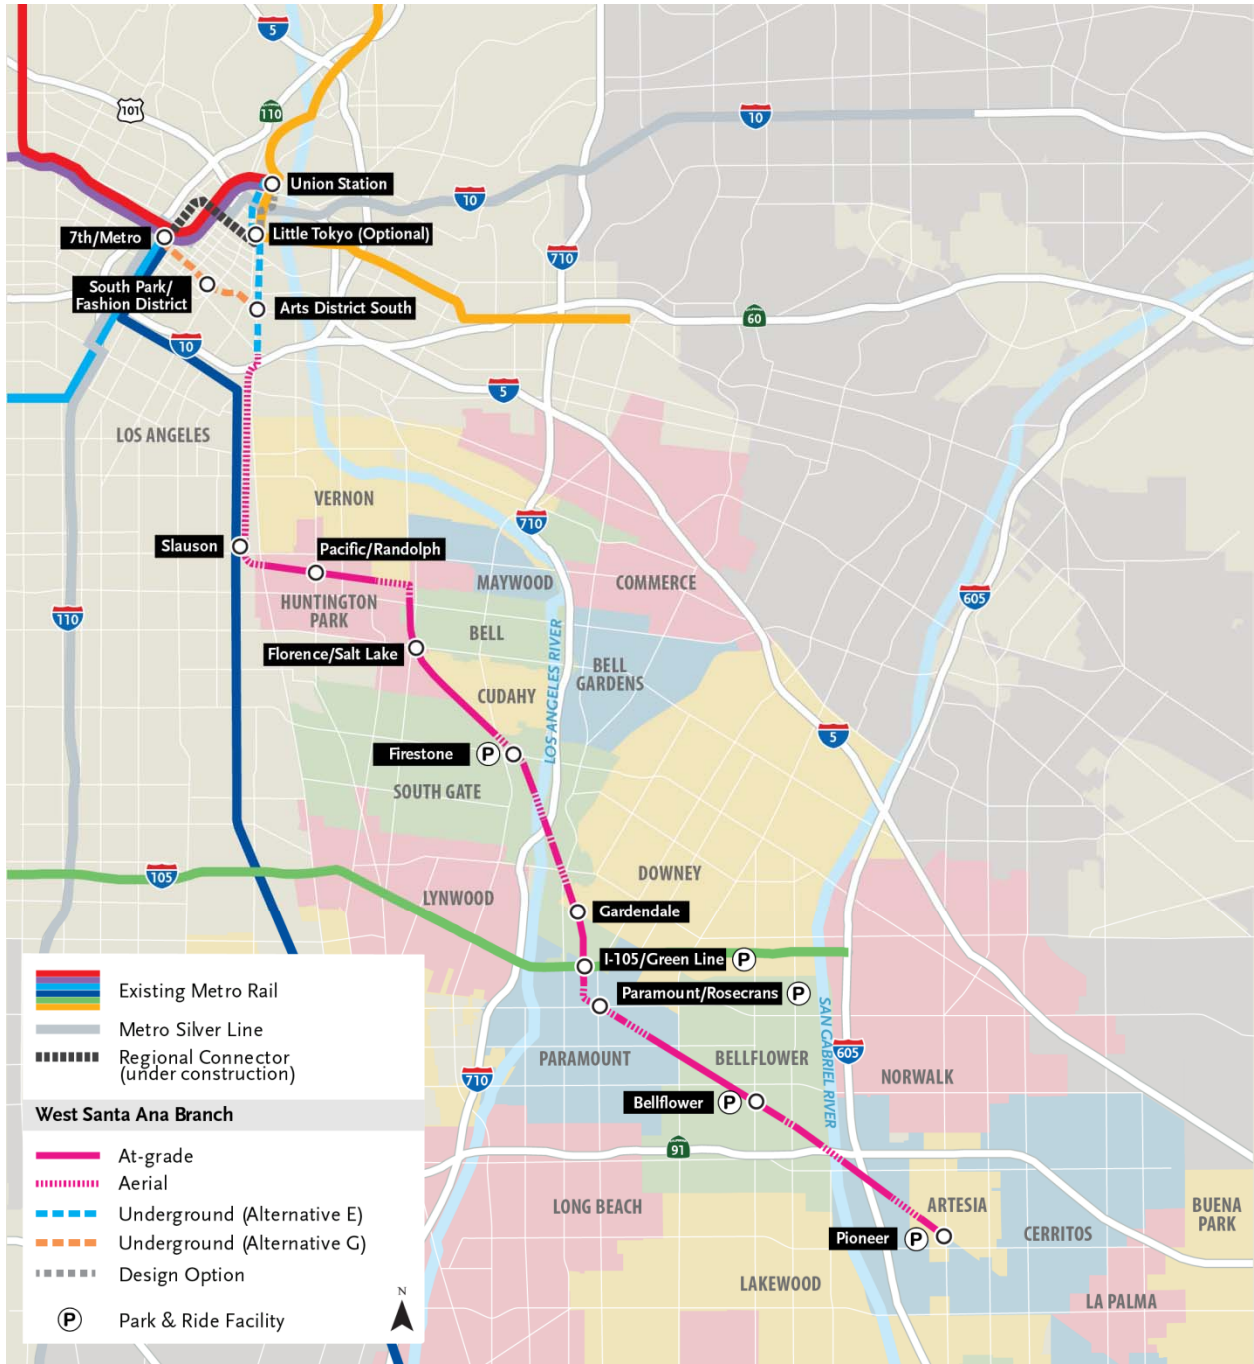 5
101
110
10
Union Station
10
7th/Metro
Little Tokyo (Optional)
710
South Park/
Fashion District
Arts District South
60
10
5
LOS ANGELES
VERNON
710
Slauson
Pacific/Randolph
MAYWOOD
COMMERCE
605
HUNTINGTON
PARK
110
BELL
Florence/Salt Lake
LOS ANGELES RIVER
BELL
GARDENS
CUDAHY
5
Firestone P
SOUTH GATE
105
DOWNEY
LYNWOOD
Gardendale
I-105/Green Line P
Paramount/Rosecrans P
SAN GABRIEL RIVER
PARAMOUNT
BELLFLOWER
605
710
NORWALK
Bellflower P
91
LONG BEACH
ARTESIA
BUENA
PARK
Pioneer P
CERRITOS
LAKEWOOD
LA PALMA
Existing Metro Rail
Metro Silver Line
Regional Connector
(under construction)
West Santa Ana Branch
At-grade
Aerial
Underground (Alternative E)
Underground (Alternative G)
Design Option
N
P Park & Ride Facility